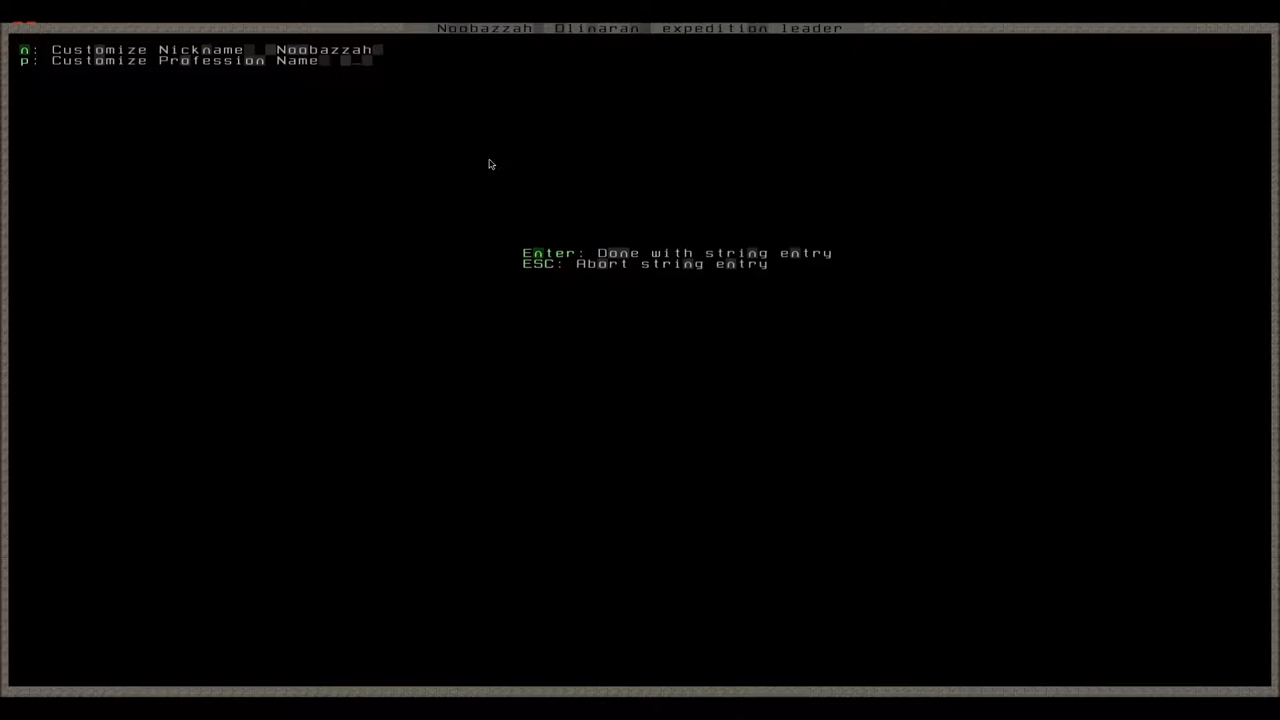 Noobazzah Olinaran expedition leader
n: Customize Nickname Noobazzah
p: Customize Profession Name _
Enter: Done with string entry
ESC: Abort string entry